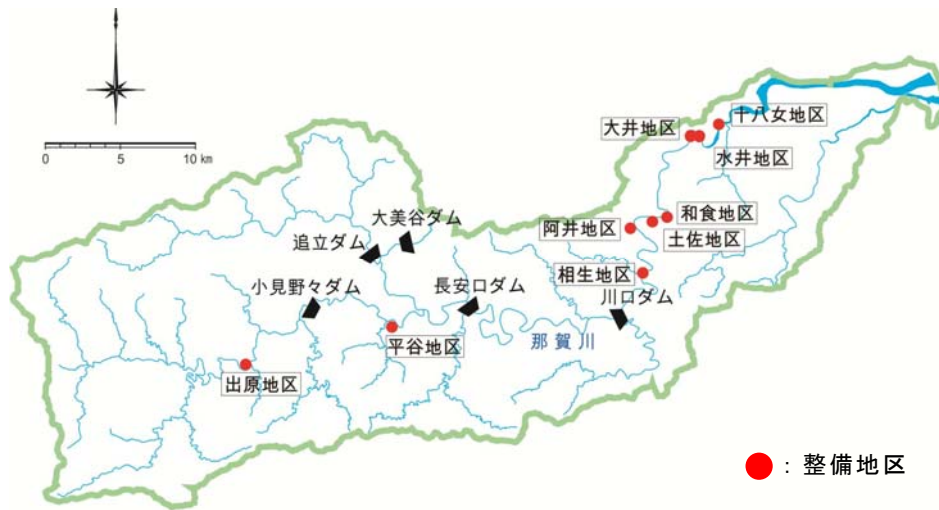 0 5 10 km
十八女地区
大井地区
水井地区
和食地区
阿井地区
土佐地区
大美谷ダム
追立ダム
相生地区
小見野々ダム
長安口ダム
川口ダム
那賀川
平谷地区
出原地区
：整備地区